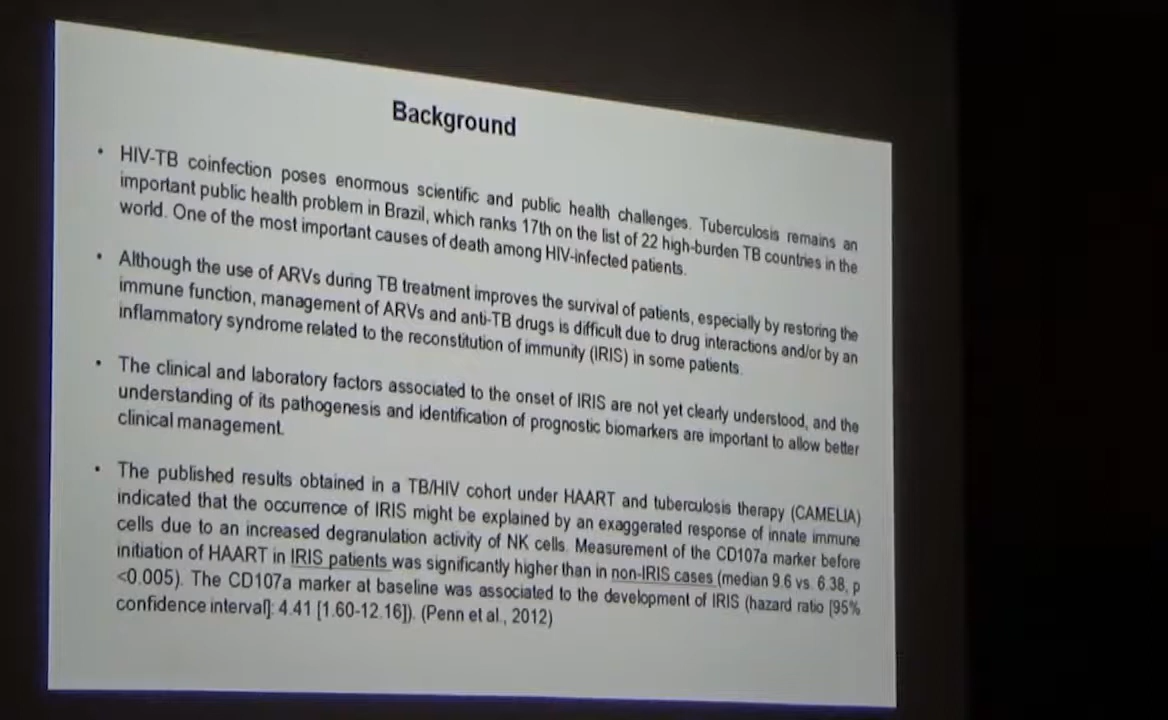 Background
• HIV-TB coinfection poses enormous scientific and public health challenges. Tuberculosis remains an
important public health problem in Brazil, which ranks 17th on the list of 22 high-burden TB countries in the
world. One of the most important causes of death among HIV-infected patients.
• Although the use of ARVs during TB treatment improves the survival of patients, especially by restoring the
immune function, management of ARVs and anti-TB drugs is difficult due to drug interactions and/or by an
inflammatory syndrome related to the reconstitution of immunity (IRIS) in some patients.
• The clinical and laboratory factors associated to the onset of IRIS are not yet clearly understood, and the
understanding of its pathogenesis and identification of prognostic biomarkers are important to allow better
clinical management.
• The published results obtained in a TB/HIV cohort under HAART and tuberculosis therapy (CAMELIA)
indicated that the occurrence of IRIS might be explained by an exaggerated response of innate immune
cells due to an increased degranulation activity of NK cells. Measurement of the CD107a marker before
initiation of HAART in IRIS patients was significantly higher than in non-IRIS cases (median 9.6 vs. 6.38, p
<0.005). The CD107a marker at baseline was associated to the development of IRIS (hazard ratio [95%
confidence interval]: 4.41 [1.60-12.16]). (Penn et al., 2012)